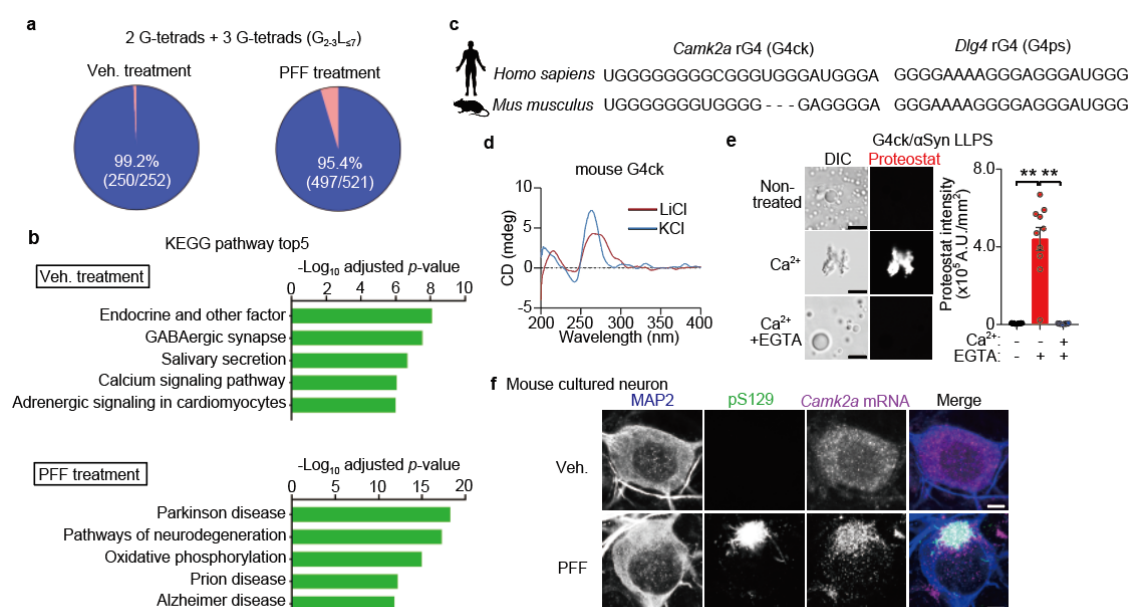 a
2 G-tetrads + 3 G-tetrads (G2-3L≤7)
Veh. treatment
PFF treatment
99.2%
(250/252)
95.4%
(497/521)
b
KEGG pathway top5
Veh. treatment
-Log10 adjusted p-value
0 2 4 6 8 10
Endocrine and other factor
GABAergic synapse
Salivary secretion
Calcium signaling pathway
Adrenergic signaling in cardiomyocytes
PFF treatment
-Log10 adjusted p-value
0 5 10 15 20
Parkinson disease
Pathways of neurodegeneration
Oxidative phosphorylation
Prion disease
Alzheimer disease
c
Camk2a rG4 (G4ck)
Dlg4 rG4 (G4ps)
Homo sapiens UGGGGGGGGCGGGUGGGAUGGGA GGGGAAAAGGGAGGGAUGGG
Mus musculus UGGGGGGGUGGGG - - - GAGGGGA GGGAAAAGGGGAGGGAUGGG
d
mouse G4ck
CD (mdeg)
10
5
0
-5
LiCl
KCl
200 250 300 350 400
Wavelength (nm)
e
G4ck/αSyn LLPS
DIC Proteostat
Non-treated
Ca2+
Ca2+
+EGTA
Proteostat intensity
(x10⁵A.U./mm²)
8.0
4.0
0
** **
Ca2+: - + +
EGTA: - + +
f Mouse cultured neuron
MAP2 pS129 Camk2a mRNA Merge
Veh.
PFF